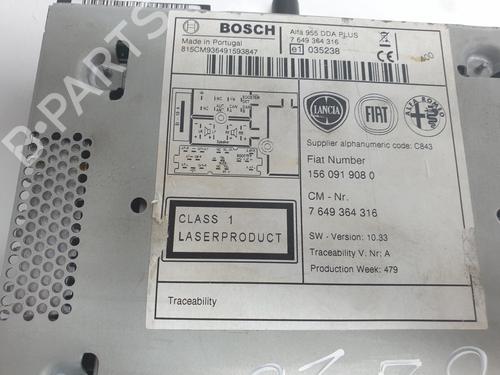 BOSCH
Alfa 955 DDA PLUS
Made in Portugal
7 649 364 316
815CM936491593847
e1 035238
LANCIA
FIAT
ALFA ROMEO
Supplier alphanumeric code: C843
Fiat Number
156 091 908 0
CM - Nr.
7 649 364 316
CLASS 1
LASERPRODUCT
SW - Version: 10.33
Traceability V. Nr: A
Production Week: 479
Traceability
B-PARTS